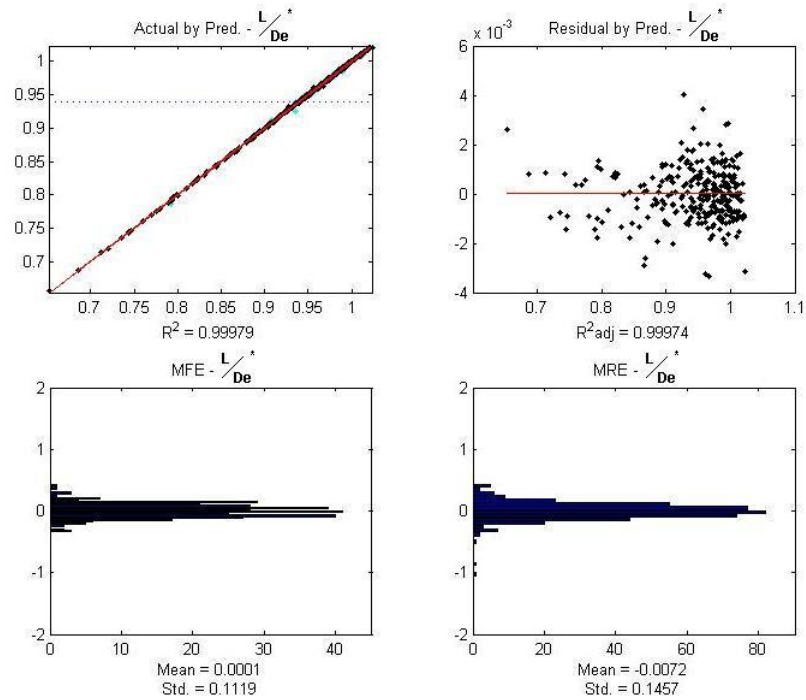 Actual by Pred. - L/De *
1
0.95
0.9
0.85
0.8
0.75
0.7
0.7 0.75 0.8 0.85 0.9 0.95 1
R² = 0.99979
Residual by Pred. - L/De *
6 x 10⁻³
4
2
0
-2
-4
0.7 0.8 0.9 1 1.1
R²adj = 0.99974
MFE - L/De *
2
1
0
-1
-2
0 10 20 30 40
Mean = 0.0001
Std. = 0.1119
MRE - L/De *
2
1
0
-1
-2
0 20 40 60 80
Mean = -0.0072
Std. = 0.1457